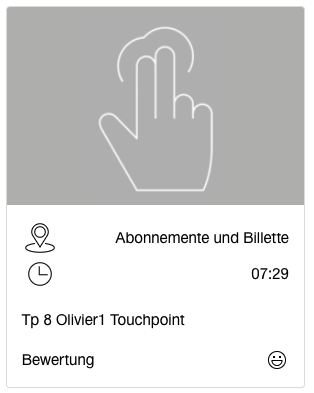 Abonnemente und Billette
07:29
Tp 8 Olivier1 Touchpoint
Bewertung